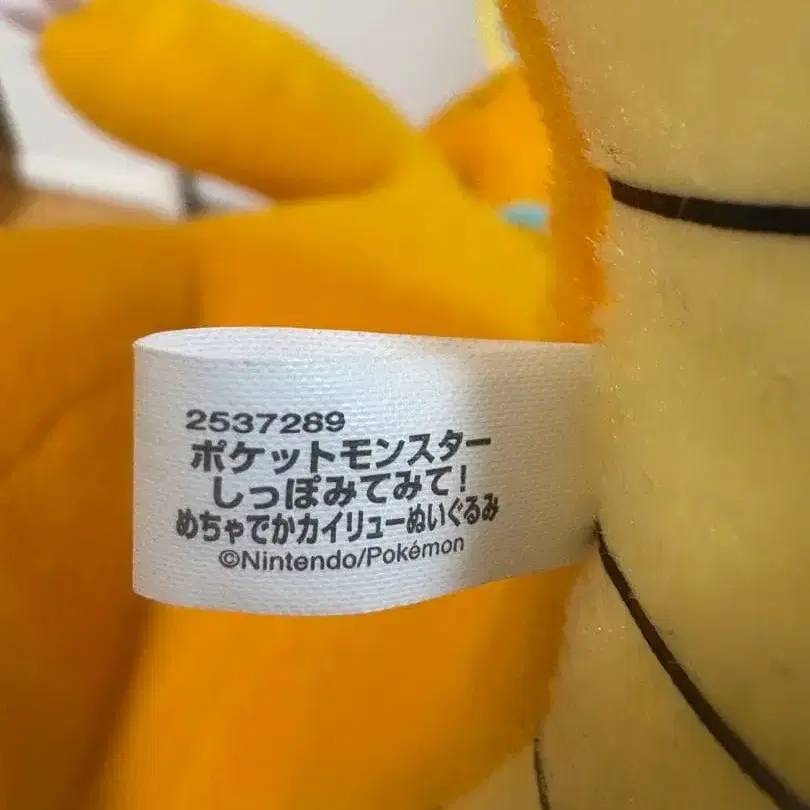 2537289
ポケットモンスター
しっぽみてみて!
めちゃでかカイリューぬいぐるみ
©Nintendo/Pokémon